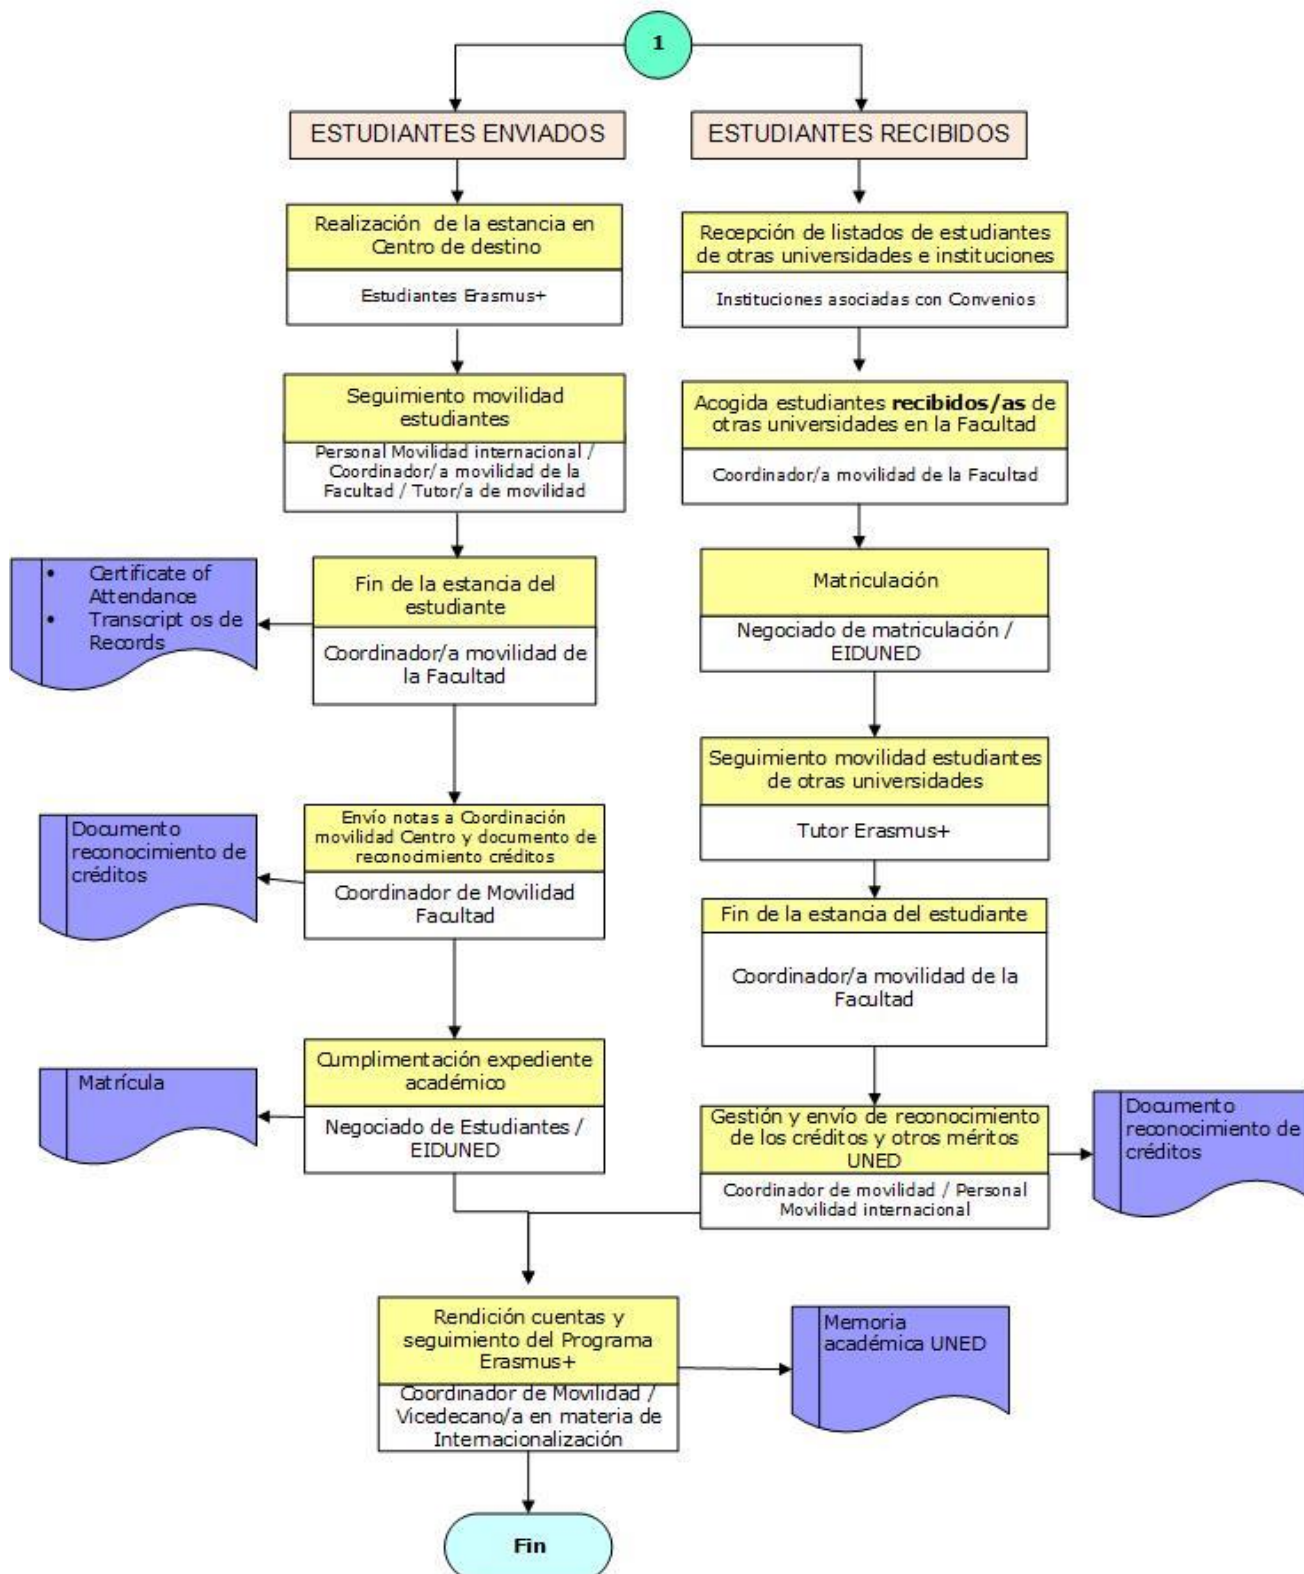 1
ESTUDIANTES ENVIADOS
ESTUDIANTES RECIBIDOS
Realización de la estancia en
Centro de destino
Estudiantes Erasmus+
Recepción de listados de estudiantes
de otras universidades e instituciones
Instituciones asociadas con Convenios
Seguimiento movilidad
estudiantes
Personal Movilidad internacional /
Coordinador/a movilidad de la
Facultad / Tutor/a de movilidad
Acogida estudiantes recibidos/as de
otras universidades en la Facultad
Coordinador/a movilidad de la Facultad
• Certificate of
Attendance
• Transcript os de
Records
Fin de la estancia del
estudiante
Coordinador/a movilidad de
la Facultad
Matriculación
Negociado de matriculación /
EIDUNED
Seguimiento movilidad estudiantes
de otras universidades
Tutor Erasmus+
Documento
reconocimiento de
créditos
Envío notas a Coordinación
movilidad Centro y documento de
reconocimiento créditos
Coordinador de Movilidad
Facultad
Fin de la estancia del estudiante
Coordinador/a movilidad de la
Facultad
Matrícula
Cumplimentación expediente
académico
Negociado de Estudiantes /
EIDUNED
Gestión y envío de reconocimiento
de los créditos y otros méritos
UNED
Coordinador de movilidad / Personal
Movilidad internacional
Documento
reconocimiento de
créditos
Rendición cuentas y
seguimiento del Programa
Erasmus+
Coordinador de Movilidad /
Vicedecano/a en materia de
Internacionalización
Memoria
académica UNED
Fin